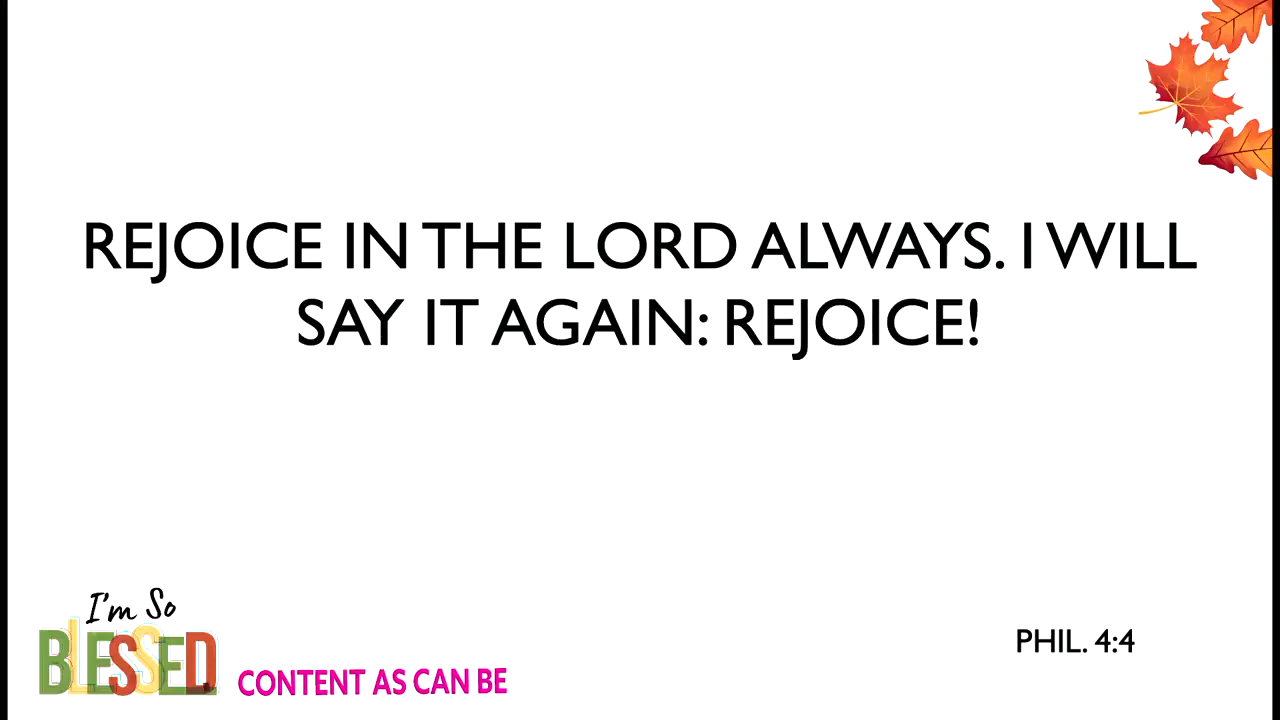 REJOICE IN THE LORD ALWAYS. I WILL
SAY IT AGAIN: REJOICE!
I'm So
BLESSED
CONTENT AS CAN BE
PHIL. 4:4